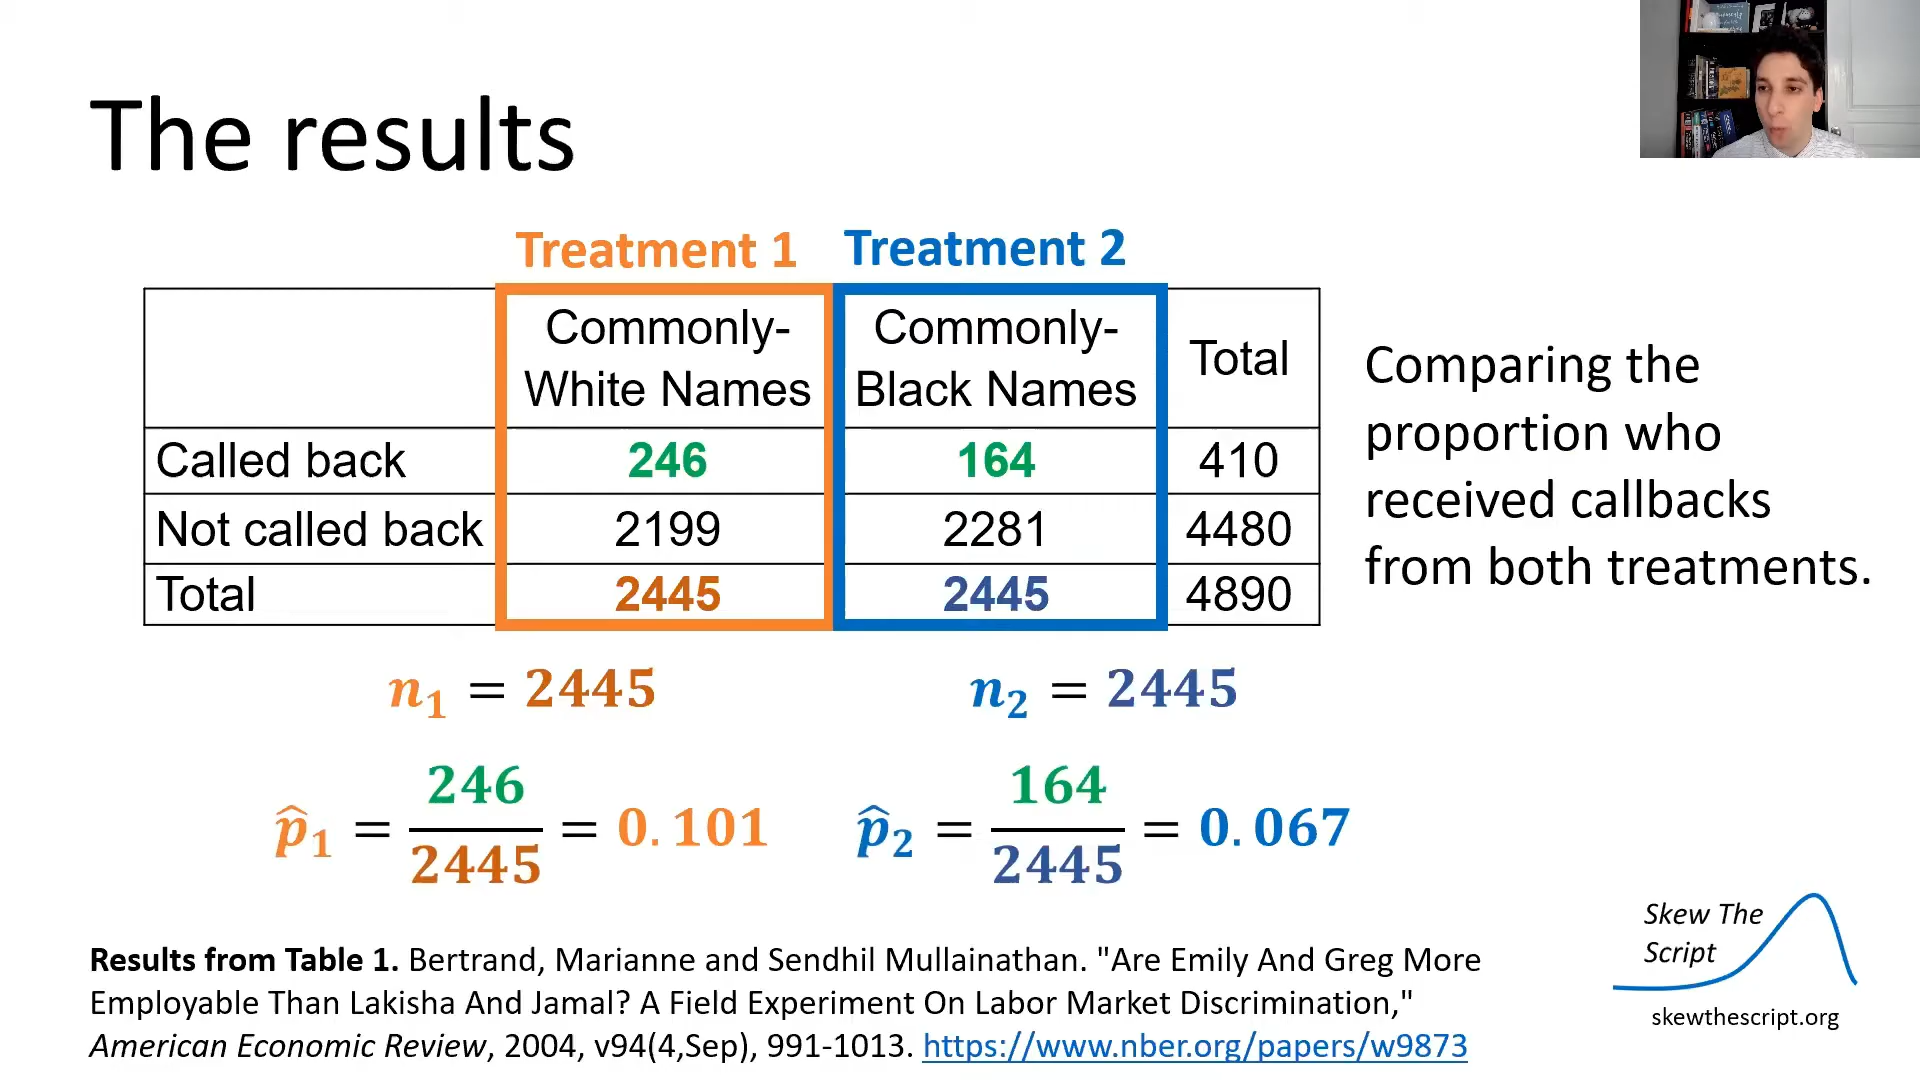 The results
Treatment 1 Treatment 2
Commonly-White Names Commonly-Black Names Total
Called back 246 164 410
Not called back 2199 2281 4480
Total 2445 2445 4890
Comparing the
proportion who
received callbacks
from both treatments.
n₁ = 2445 n₂ = 2445
p̂₁ = 246/2445 = 0.101 p̂₂ = 164/2445 = 0.067
Results from Table 1. Bertrand, Marianne and Sendhil Mullainathan. "Are Emily And Greg More
Employable Than Lakisha And Jamal? A Field Experiment On Labor Market Discrimination,"
American Economic Review, 2004, v94(4,Sep), 991-1013. https://www.nber.org/papers/w9873
Skew The
Script
skewthescript.org